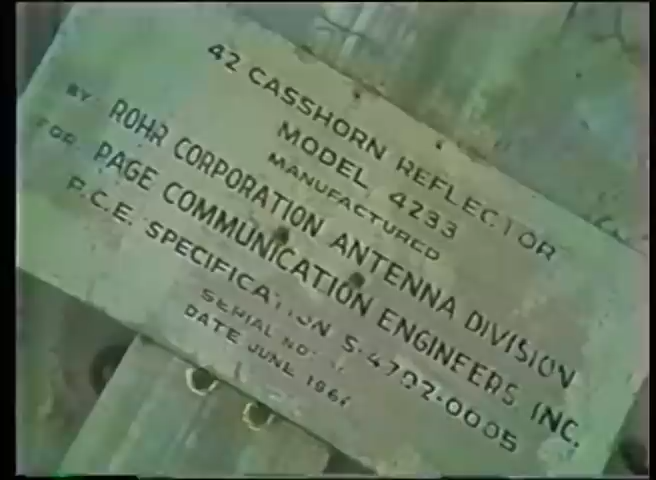 42 CASSHORN REFLECTOR
MODEL 4233
MANUFACTURED
BY ROHR CORPORATION ANTENNA DIVISION
FOR PAGE COMMUNICATION ENGINEERS INC.
P.C.E. SPECIFICATION S-4702-0005
SERIAL NO.
DATE JUNE